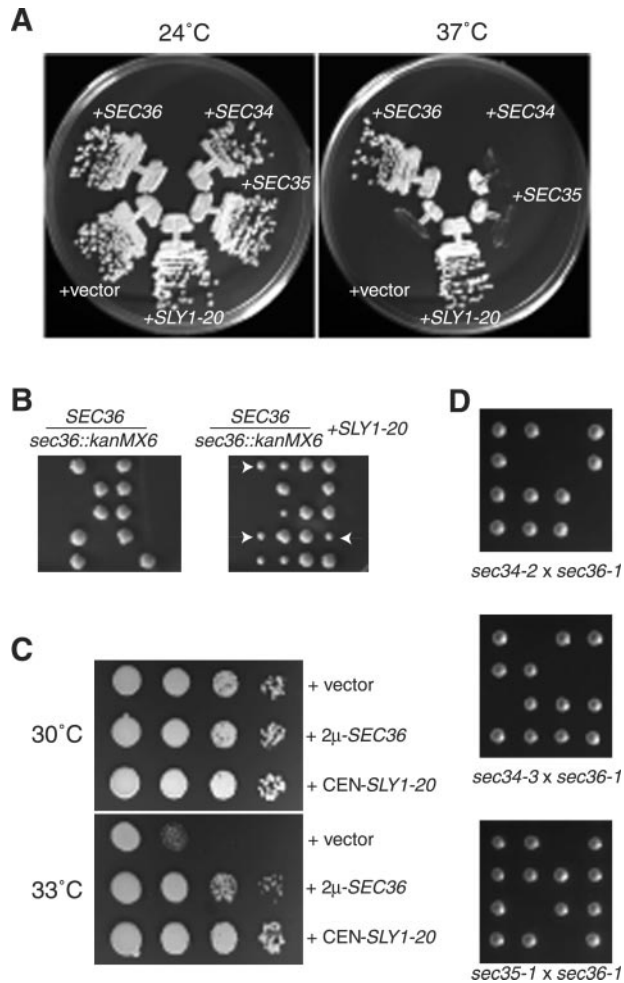 A
24°C
37°C
+SEC36
+SEC34
+SEC35
+vector
+SLY1-20
+SEC36
+SEC34
+SEC35
+vector
+SLY1-20
B
SEC36
sec36::kanMX6
SEC36
sec36::kanMX6
+SLY1-20
C
30°C
+ vector
+ 2µ-SEC36
+ CEN-SLY1-20
33°C
+ vector
+ 2µ-SEC36
+ CEN-SLY1-20
D
sec34-2 x sec36-1
sec34-3 x sec36-1
sec35-1 x sec36-1